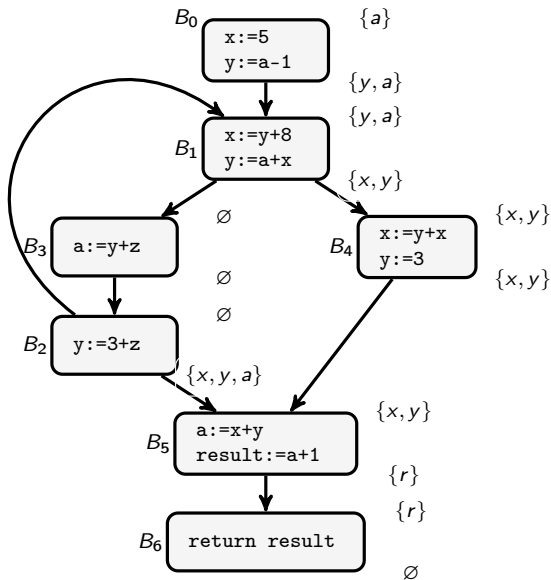 B0 {a}
x:=5
y:=a-1
{y, a}
{y, a}
B1
x:=y+8
y:=a+x
{x, y}
∅
{x, y}
B3
a:=y+z
B4
x:=y+x
y:=3
∅
{x, y}
∅
B2
y:=3+z
{x, y, a}
{x, y}
B5
a:=x+y
result:=a+1
{r}
{r}
B6
return result
∅